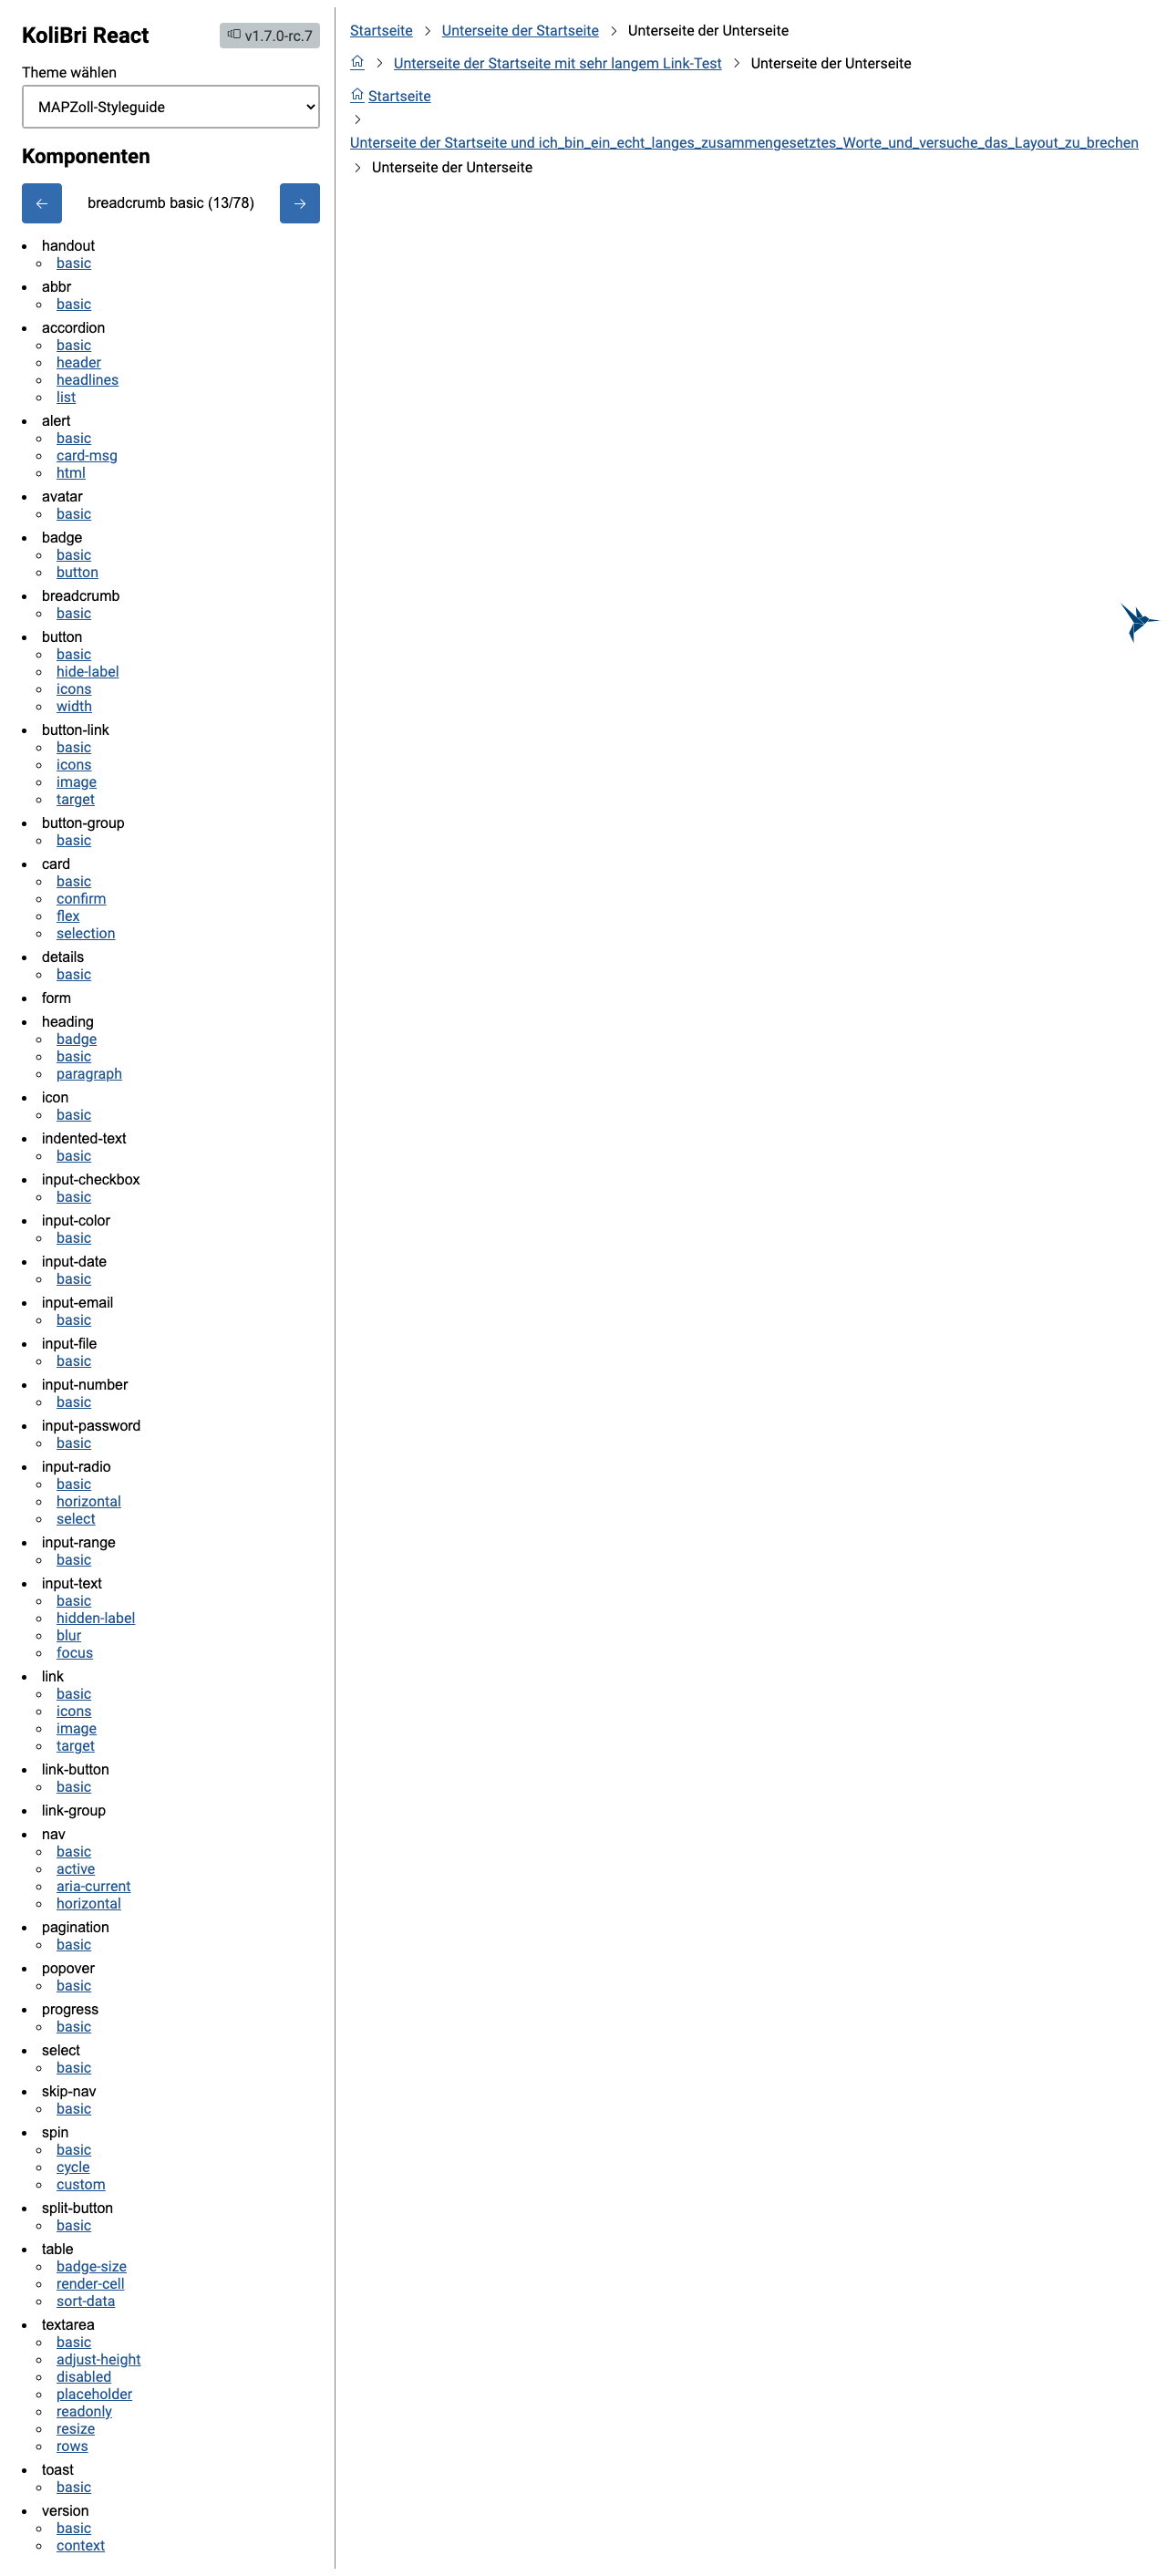 KoliBri React
v1.7.0-rc.7
Theme wählen
MAPZoll-Styleguide
Komponenten
breadcrumb basic (13/78)
handout
basic
abbr
basic
accordion
basic
header
headlines
list
alert
basic
card-msg
html
avatar
basic
badge
basic
button
breadcrumb
basic
button
basic
hide-label
icons
width
button-link
basic
icons
image
target
button-group
basic
card
basic
confirm
flex
selection
details
basic
form
heading
badge
basic
paragraph
icon
basic
indented-text
basic
input-checkbox
basic
input-color
basic
input-date
basic
input-email
basic
input-file
basic
input-number
basic
input-password
basic
input-radio
basic
horizontal
select
input-range
basic
input-text
basic
hidden-label
blur
focus
link
basic
icons
image
target
link-button
basic
link-group
nav
basic
active
aria-current
horizontal
pagination
basic
popover
basic
progress
basic
select
basic
skip-nav
basic
spin
basic
cycle
custom
split-button
basic
table
badge-size
render-cell
sort-data
textarea
basic
adjust-height
disabled
placeholder
readonly
resize
rows
toast
basic
version
basic
context
Startseite Unterseite der Startseite Unterseite der Unterseite
Unterseite der Startseite mit sehr langem Link-Test Unterseite der Unterseite
Startseite
Unterseite der Startseite und ich_bin_ein_echt_langes_zusammengesetztes_Worte_und_versuche_das_Layout_zu_brechen
Unterseite der Unterseite